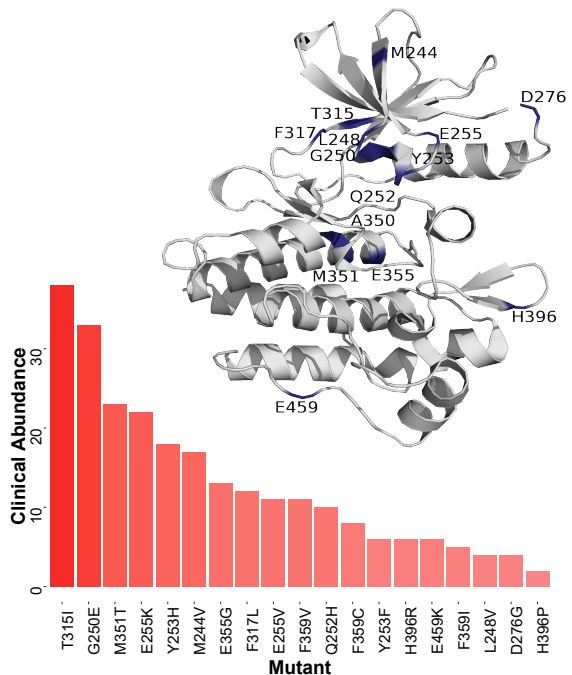 M244
D276
T315
F317
L248
E255
G250
Y253
Q252
A350
M351
E355
H396
E459
Clinical Abundance
30
20
10
0
T315I
G250E
M351T
E255K
Y253H
M244V
E355G
F317L
E255V
F359V
Q252H
F359C
Y253F
H396R
E459K
F359I
L248V
D276G
H396P
Mutant